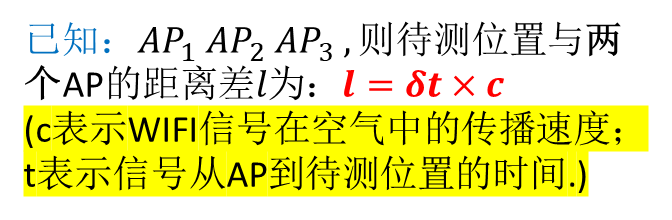 已知：AP₁ AP₂ AP₃ , 则待测位置与两
个AP的距离差l为：l = δt × c
(c表示WIFI信号在空气中的传播速度；
t表示信号从AP到待测位置的时间.)